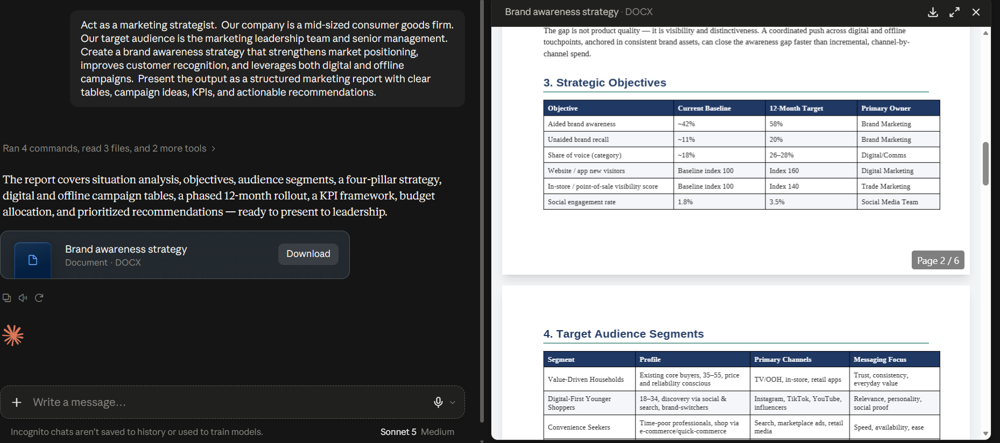 Act as a marketing strategist.  Our company is a mid-sized consumer goods firm.
Our target audience is the marketing leadership team and senior management.
Create a brand awareness strategy that strengthens market positioning,
improves customer recognition, and leverages both digital and offline
campaigns.  Present the output as a structured marketing report with clear
tables, campaign ideas, KPIs, and actionable recommendations.
Ran 4 commands, read 3 files, and 2 more tools
The report covers situation analysis, objectives, audience segments, a four-pillar strategy,
digital and offline campaign tables, a phased 12-month rollout, a KPI framework, budget
allocation, and prioritized recommendations — ready to present to leadership.
Brand awareness strategy
Document · DOCX
Download
Write a message…
Incognito chats aren't saved to history or used to train models.
Sonnet 5 Medium
Brand awareness strategy · DOCX
The gap is not product quality — it is visibility and distinctiveness. A coordinated push across digital and offline
touchpoints, anchored in consistent brand assets, can close the awareness gap faster than incremental, channel-by-
channel spend.
3. Strategic Objectives
Objective Current Baseline 12-Month Target Primary Owner
Aided brand awareness ~42% 58% Brand Marketing
Unaided brand recall ~11% 20% Brand Marketing
Share of voice (category) ~18% 26–28% Digital/Comms
Website / app new visitors Baseline index 100 Index 160 Digital Marketing
In-store / point-of-sale visibility score Baseline index 100 Index 140 Trade Marketing
Social engagement rate 1.8% 3.5% Social Media Team
Page 2 / 6
4. Target Audience Segments
Segment Profile Primary Channels Messaging Focus
Value-Driven Households
Existing core buyers, 35–55, price
and reliability conscious
TV/OOH, in-store, retail apps
Trust, consistency,
everyday value
Digital-First Younger
Shoppers
18–34, discovery via social &
search, brand-switchers
Instagram, TikTok, YouTube,
influencers
Relevance, personality,
social proof
Convenience Seekers
Time-poor professionals, shop via
e-commerce/quick-commerce
Search, marketplace ads, retail
media
Speed, availability, ease